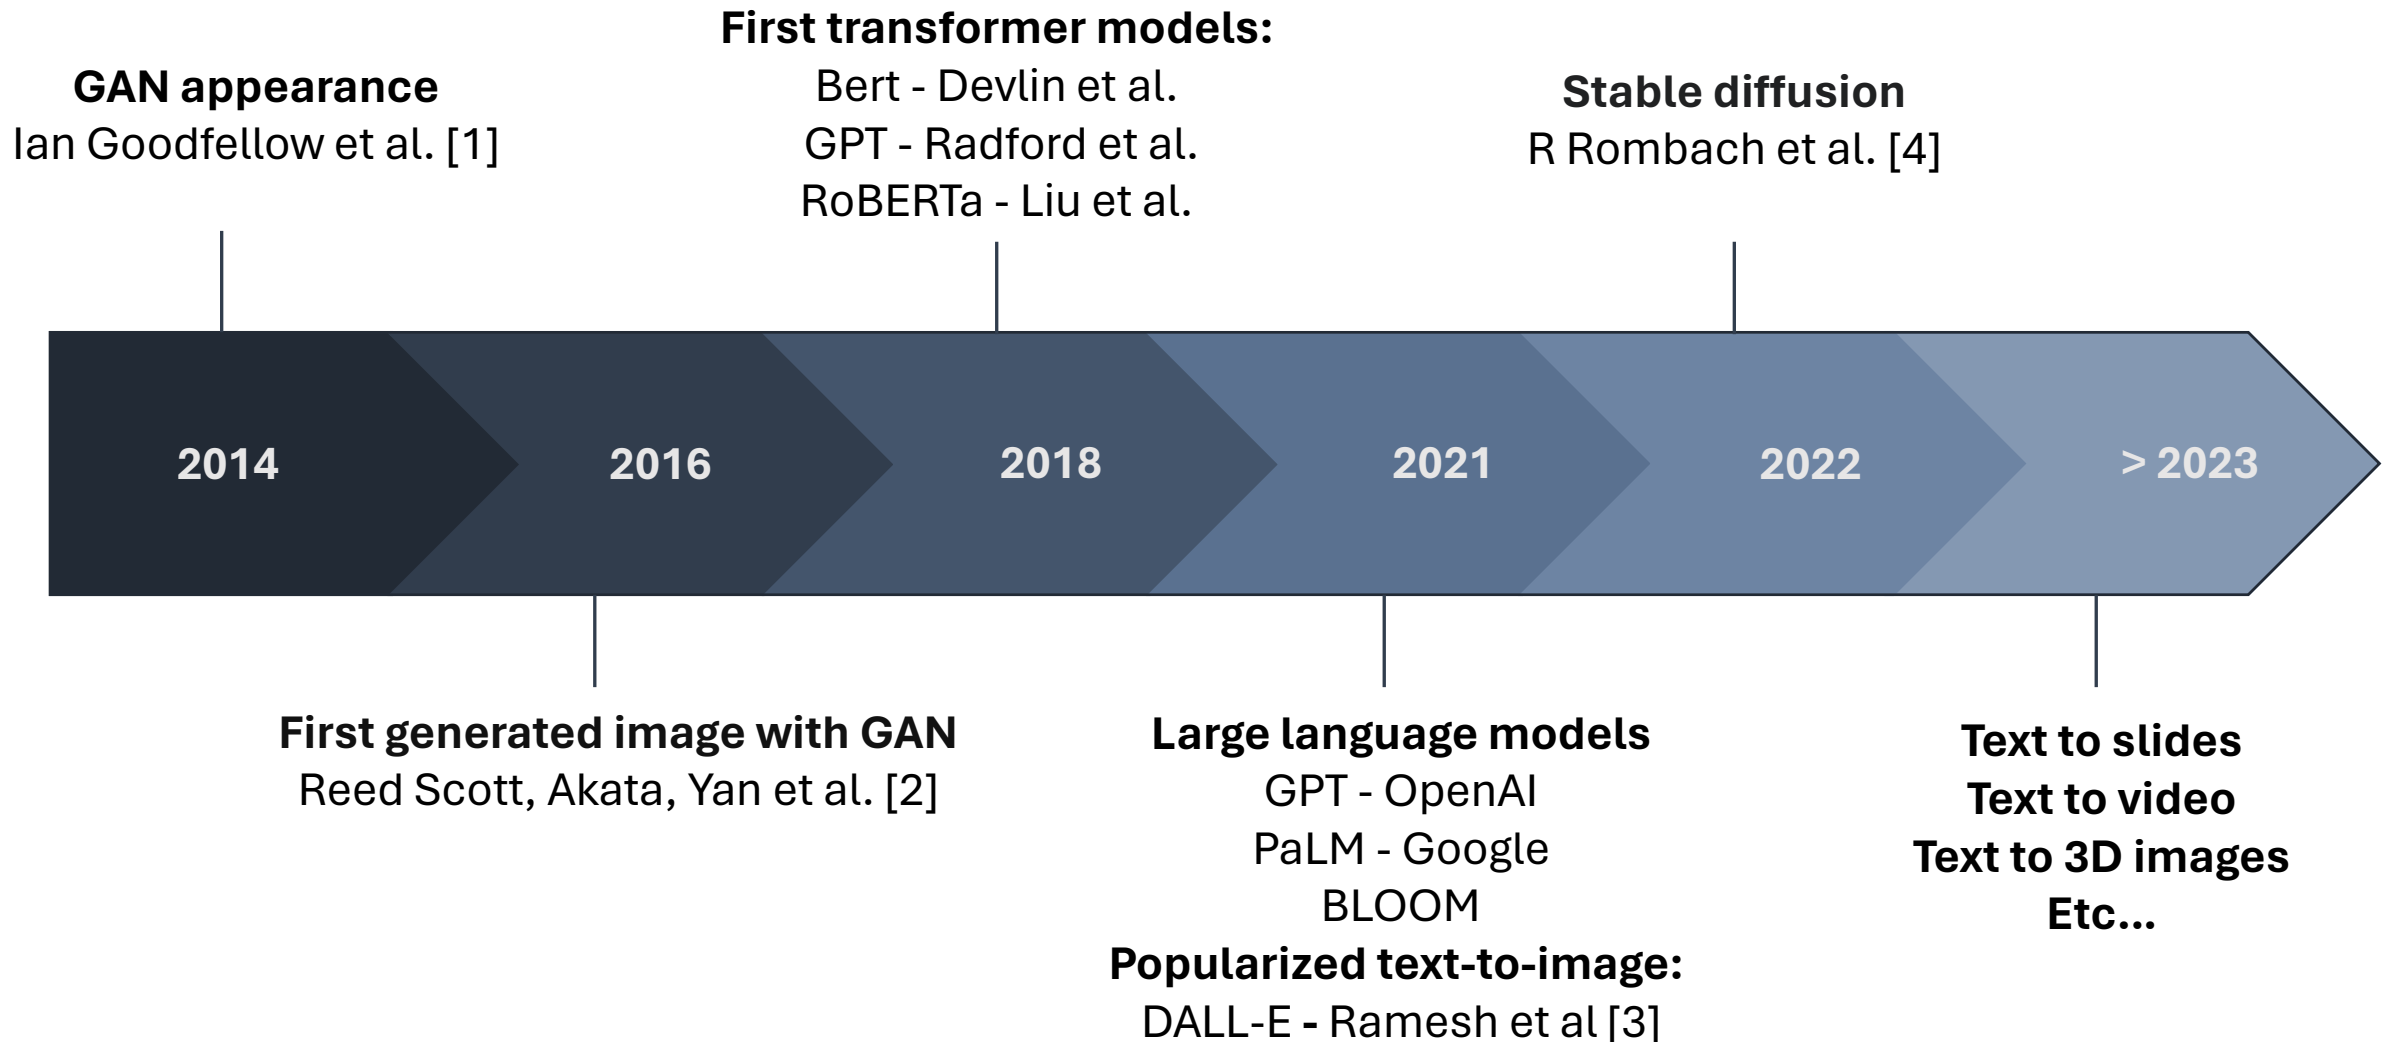 GAN appearance
Ian Goodfellow et al. [1]
First transformer models:
Bert - Devlin et al.
GPT - Radford et al.
RoBERTa - Liu et al.
Stable diffusion
R Rombach et al. [4]
2014
2016
2018
2021
2022
> 2023
First generated image with GAN
Reed Scott, Akata, Yan et al. [2]
Large language models
GPT - OpenAI
PaLM - Google
BLOOM
Popularized text-to-image:
DALL-E - Ramesh et al [3]
Text to slides
Text to video
Text to 3D images
Etc...